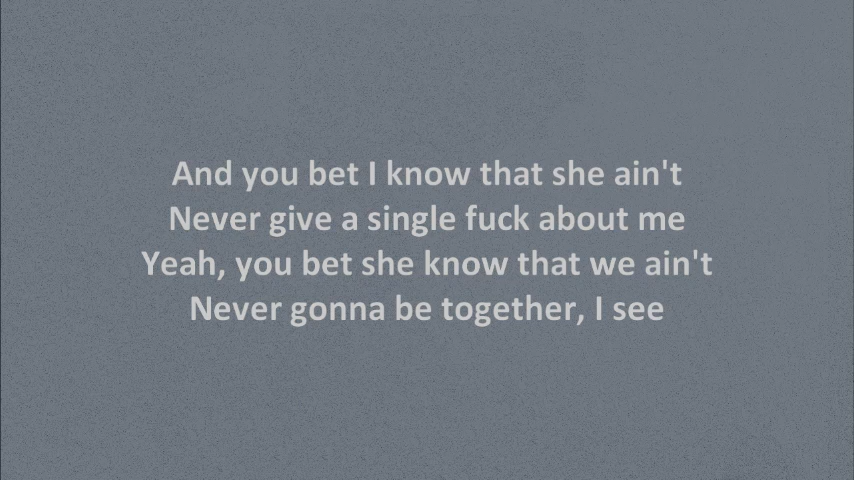 And you bet I know that she ain't
Never give a single fuck about me
Yeah, you bet she know that we ain't
Never gonna be together, I see